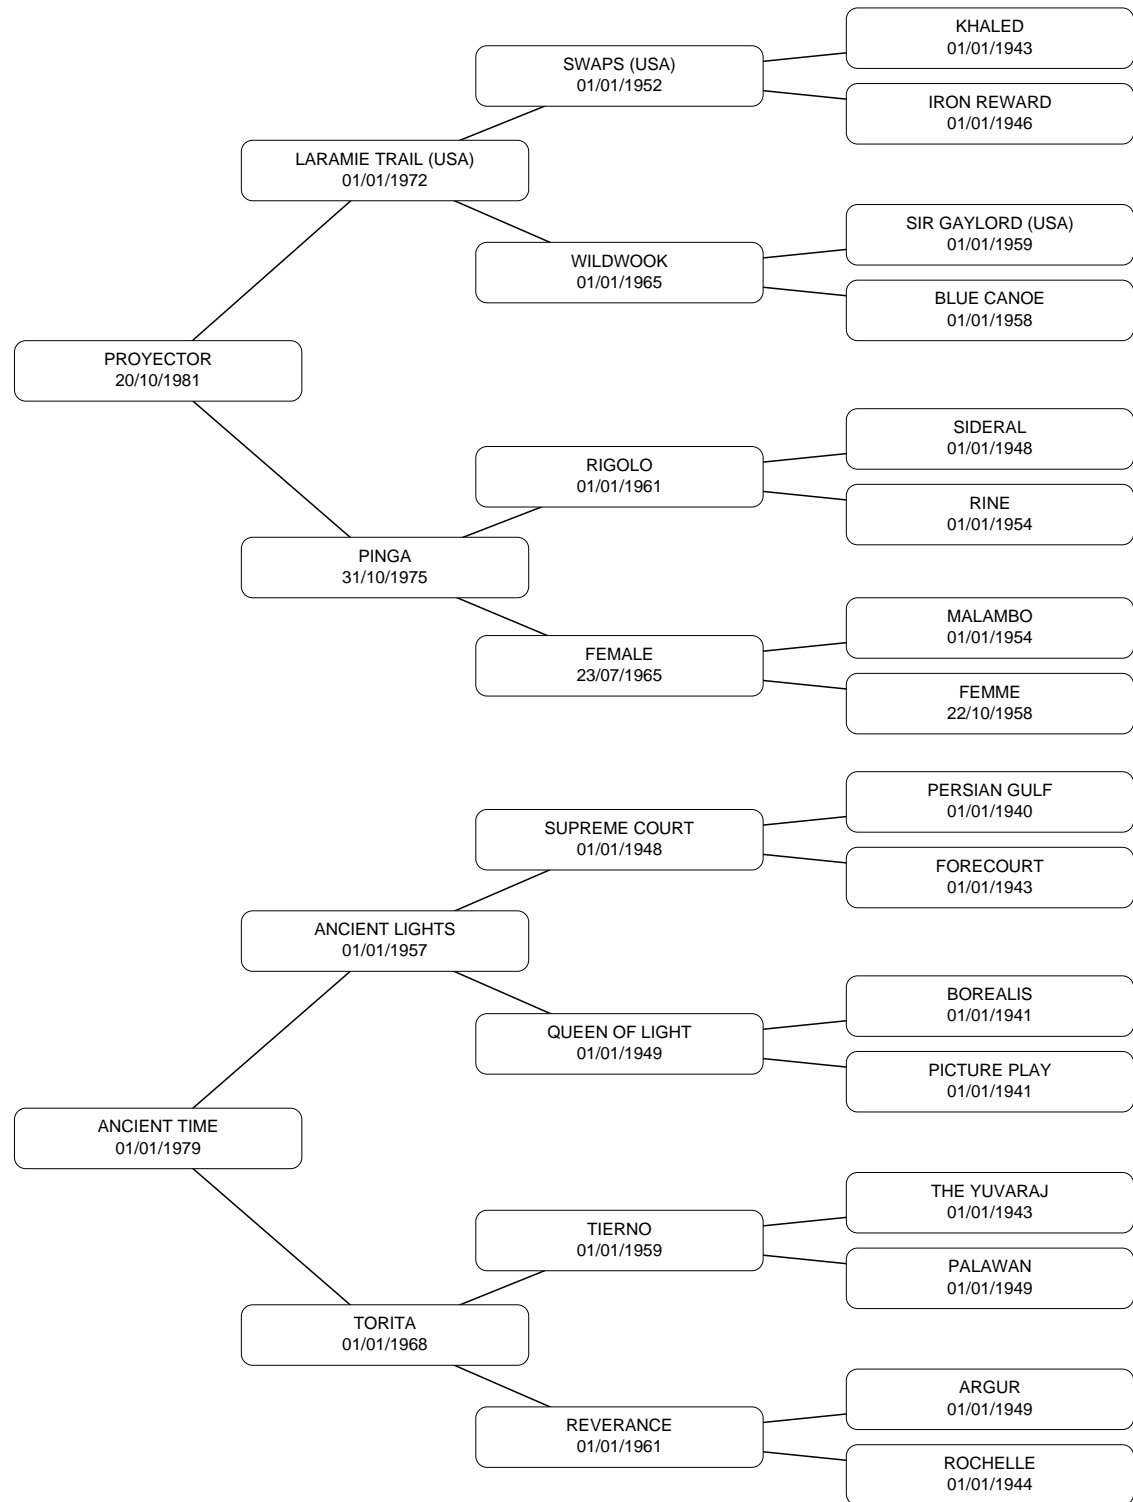 KHALED
01/01/1943
SWAPS (USA)
01/01/1952
IRON REWARD
01/01/1946
LARAMIE TRAIL (USA)
01/01/1972
SIR GAYLORD (USA)
01/01/1959
WILDWOOK
01/01/1965
BLUE CANOE
01/01/1958
PROYECTOR
20/10/1981
SIDERAL
01/01/1948
RIGOLO
01/01/1961
RINE
01/01/1954
PINGA
31/10/1975
MALAMBO
01/01/1954
FEMALE
23/07/1965
FEMME
22/10/1958
PERSIAN GULF
01/01/1940
SUPREME COURT
01/01/1948
FORECOURT
01/01/1943
ANCIENT LIGHTS
01/01/1957
BOREALIS
01/01/1941
QUEEN OF LIGHT
01/01/1949
PICTURE PLAY
01/01/1941
ANCIENT TIME
01/01/1979
THE YUVARAJ
01/01/1943
TIERNO
01/01/1959
PALAWAN
01/01/1949
TORITA
01/01/1968
ARGUR
01/01/1949
REVERANCE
01/01/1961
ROCHELLE
01/01/1944